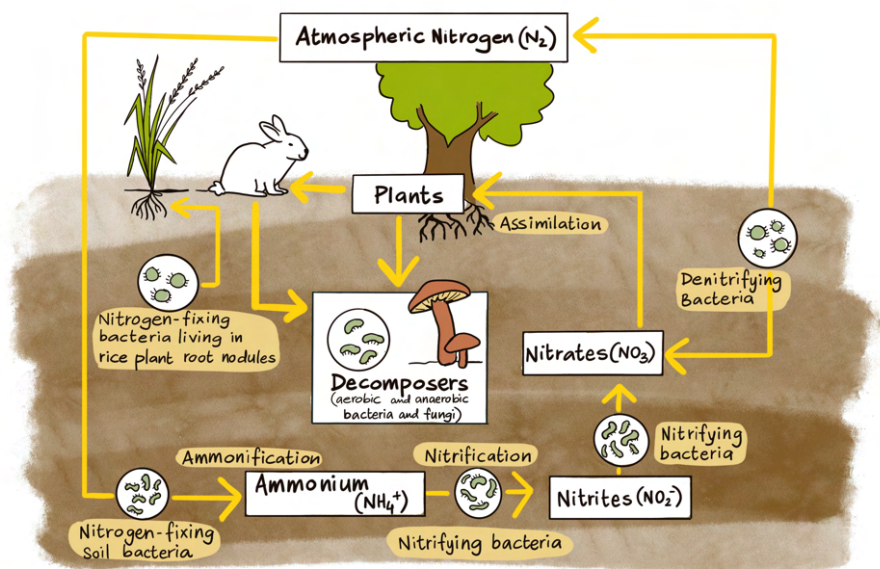 Atmospheric Nitrogen (N₂)
Plants
Assimilation
Denitrifying
Bacteria
Nitrogen-fixing
bacteria living in
rice plant root nodules
Decomposers
(aerobic and anaerobic
bacteria and fungi)
Nitrates (NO₃)
Nitrifying
bacteria
Ammonification
Nitrification
Ammonium
(NH₄⁺)
Nitrites (NO₂⁻)
Nitrogen-fixing
Soil bacteria
Nitrifying bacteria